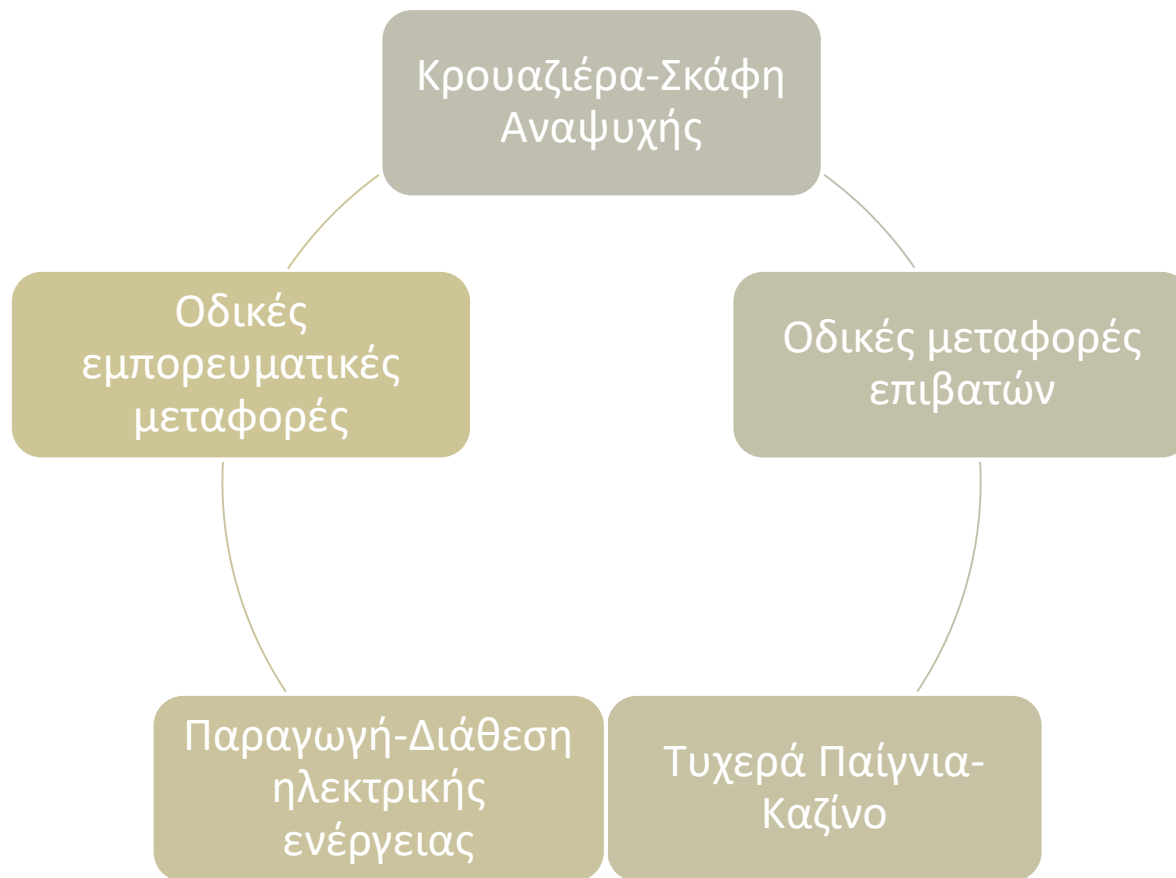 Κρουαζιέρα-Σκάφη
Αναψυχής
Οδικές
εμπορευματικές
μεταφορές
Οδικές μεταφορές
επιβατών
Παραγωγή-Διάθεση
ηλεκτρικής
ενέργειας
Τυχερά Παίγνια-
Καζίνο